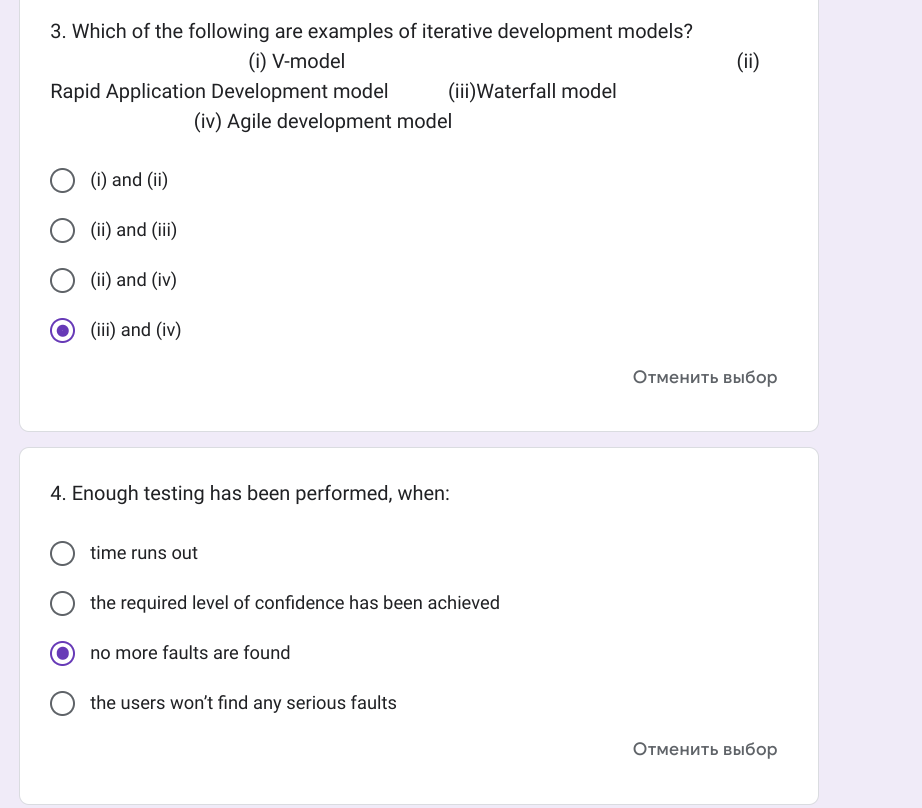 3. Which of the following are examples of iterative development models?
(i) V-model (ii)
Rapid Application Development model (iii)Waterfall model
(iv) Agile development model
(i) and (ii)
(ii) and (iii)
(ii) and (iv)
(iii) and (iv)
Отменить выбор
4. Enough testing has been performed, when:
time runs out
the required level of confidence has been achieved
no more faults are found
the users won’t find any serious faults
Отменить выбор